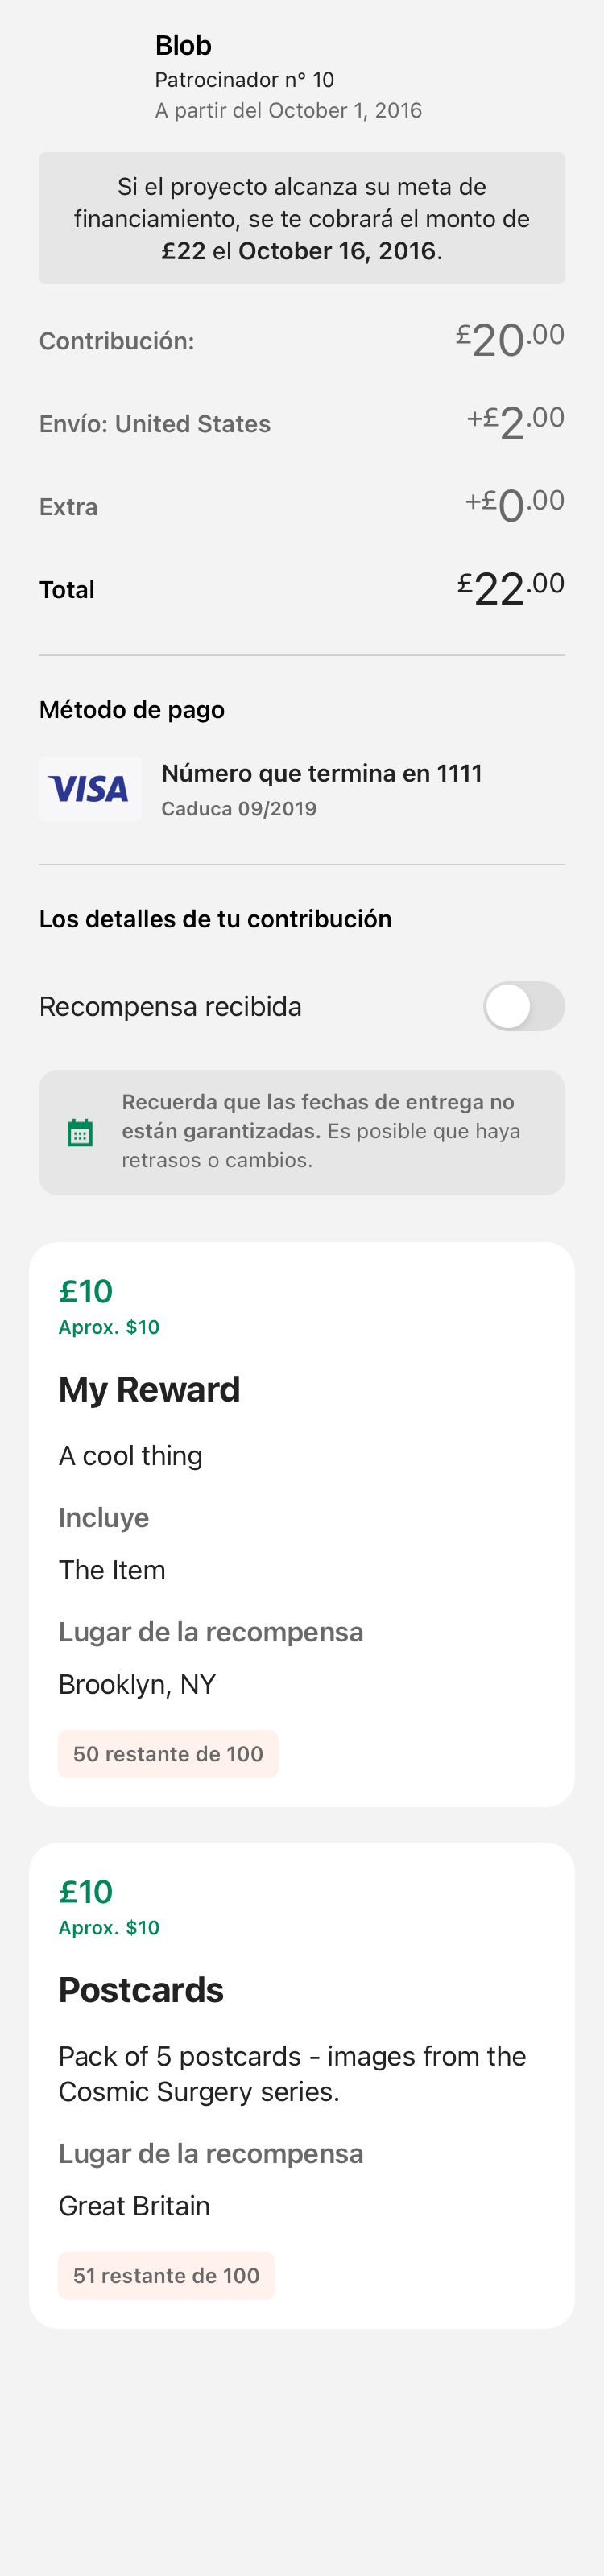 Blob
Patrocinador n° 10
A partir del October 1, 2016
Si el proyecto alcanza su meta de
financiamiento, se te cobrará el monto de
£22 el October 16, 2016.
Contribución:
£20.00
Envío: United States
+£2.00
Extra
+£0.00
Total
£22.00
Método de pago
VISA
Número que termina en 1111
Caduca 09/2019
Los detalles de tu contribución
Recompensa recibida
Recuerda que las fechas de entrega no
están garantizadas. Es posible que haya
retrasos o cambios.
£10
Aprox. $10
My Reward
A cool thing
Incluye
The Item
Lugar de la recompensa
Brooklyn, NY
50 restante de 100
£10
Aprox. $10
Postcards
Pack of 5 postcards - images from the
Cosmic Surgery series.
Lugar de la recompensa
Great Britain
51 restante de 100